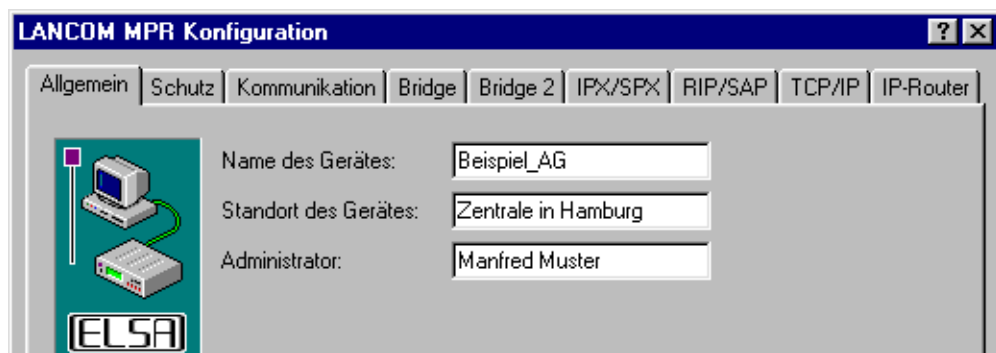 LANCOM MPR Konfiguration
Allgemein Schutz Kommunikation Bridge Bridge 2 IPX/SPX RIP/SAP TCP/IP IP-Router
Name des Gerätes: Beispiel_AG
Standort des Gerätes: Zentrale in Hamburg
Administrator: Manfred Muster
ELSA